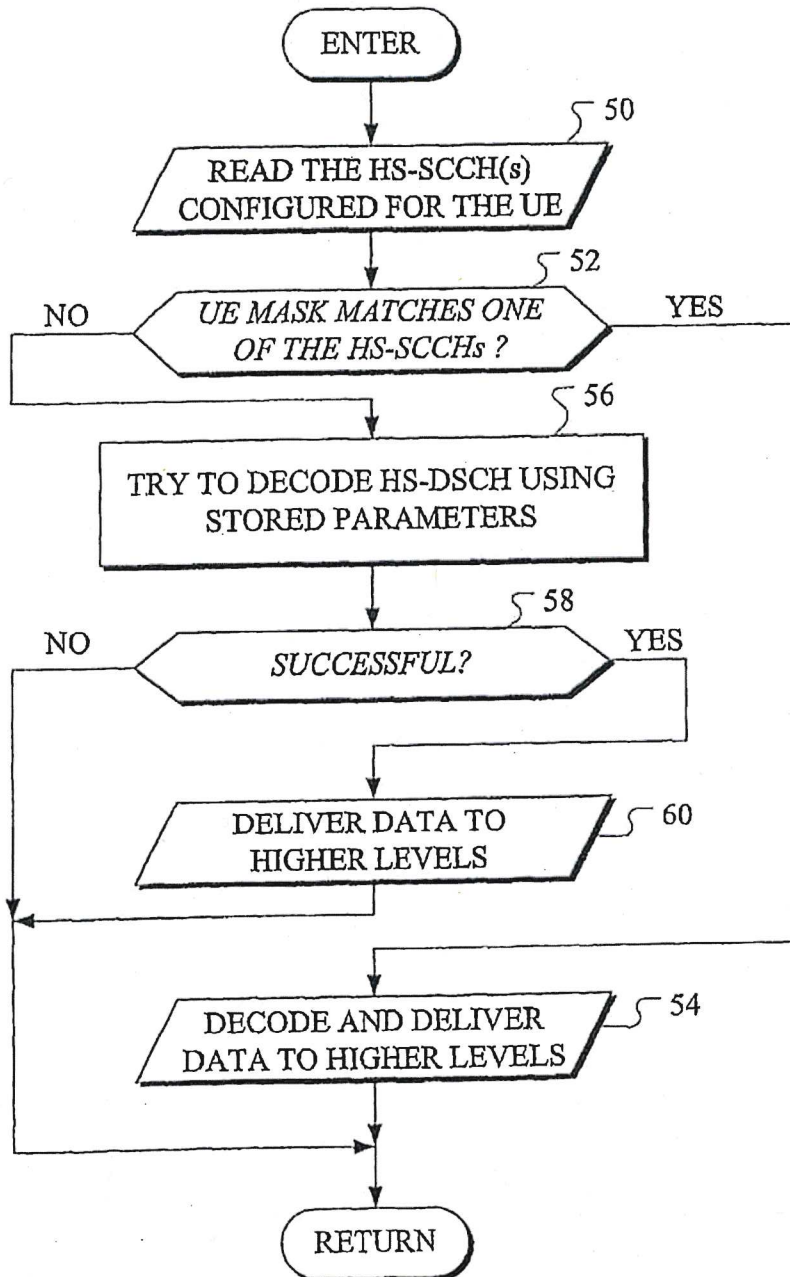 ENTER
50
READ THE HS-SCCH(s)
CONFIGURED FOR THE UE
52
NO
UE MASK MATCHES ONE
OF THE HS-SCCHs ?
YES
56
TRY TO DECODE HS-DSCH USING
STORED PARAMETERS
58
NO
SUCCESSFUL?
YES
DELIVER DATA TO
HIGHER LEVELS
60
DECODE AND DELIVER
DATA TO HIGHER LEVELS
54
RETURN